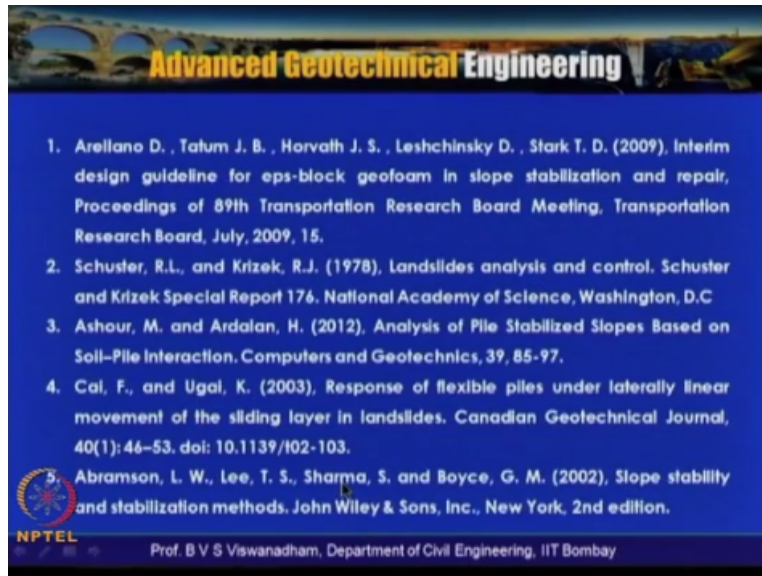 Advanced Geotechnical Engineering
1. Arellano D. , Tatum J. B. , Horvath J. S. , Leshchinsky D. , Stark T. D. (2009), Interim
design guideline for eps-block geofoam in slope stabilization and repair,
Proceedings of 89th Transportation Research Board Meeting, Transportation
Research Board, July, 2009, 15.
2. Schuster, R.L., and Krizek, R.J. (1978), Landslides analysis and control. Schuster
and Krizek Special Report 176. National Academy of Science, Washington, D.C
3. Ashour, M. and Ardalan, H. (2012), Analysis of Pile Stabilized Slopes Based on
Soil–Pile Interaction. Computers and Geotechnics, 39, 85-97.
4. Cai, F., and Ugai, K. (2003), Response of flexible piles under laterally linear
movement of the sliding layer in landslides. Canadian Geotechnical Journal,
40(1): 46–53. doi: 10.1139/t02-103.
5. Abramson, L. W., Lee, T. S., Sharma, S. and Boyce, G. M. (2002), Slope stability
and stabilization methods. John Wiley & Sons, Inc., New York, 2nd edition.
NPTEL
Prof. B V S Viswanadham, Department of Civil Engineering, IIT Bombay